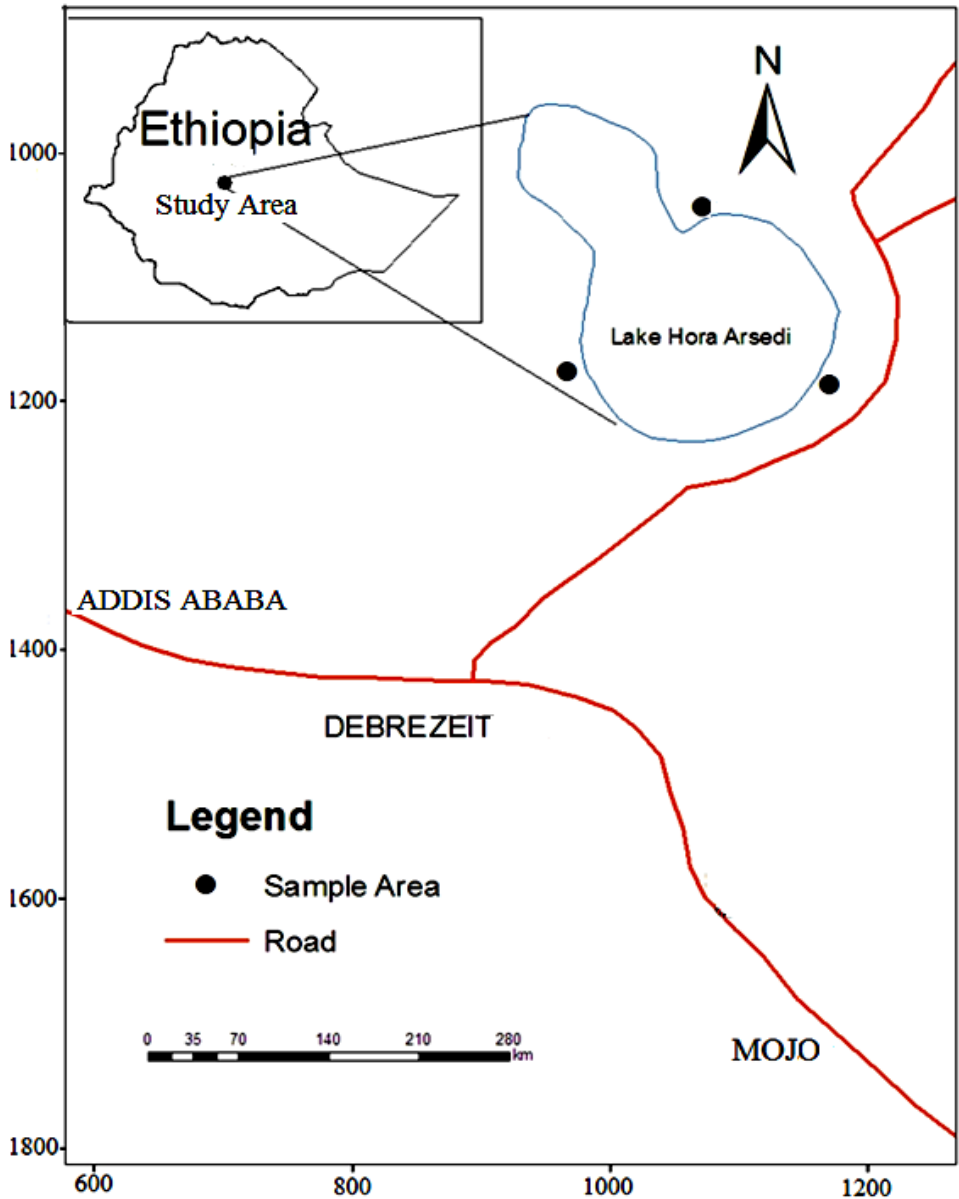 N
Ethiopia
Study Area
Lake Hora Arsedi
1000
1200
1400
1600
1800
ADDIS ABABA
DEBREZEIT
Legend
Sample Area
Road
0 35 70 140 210 280
km
MOJO
600 800 1000 1200